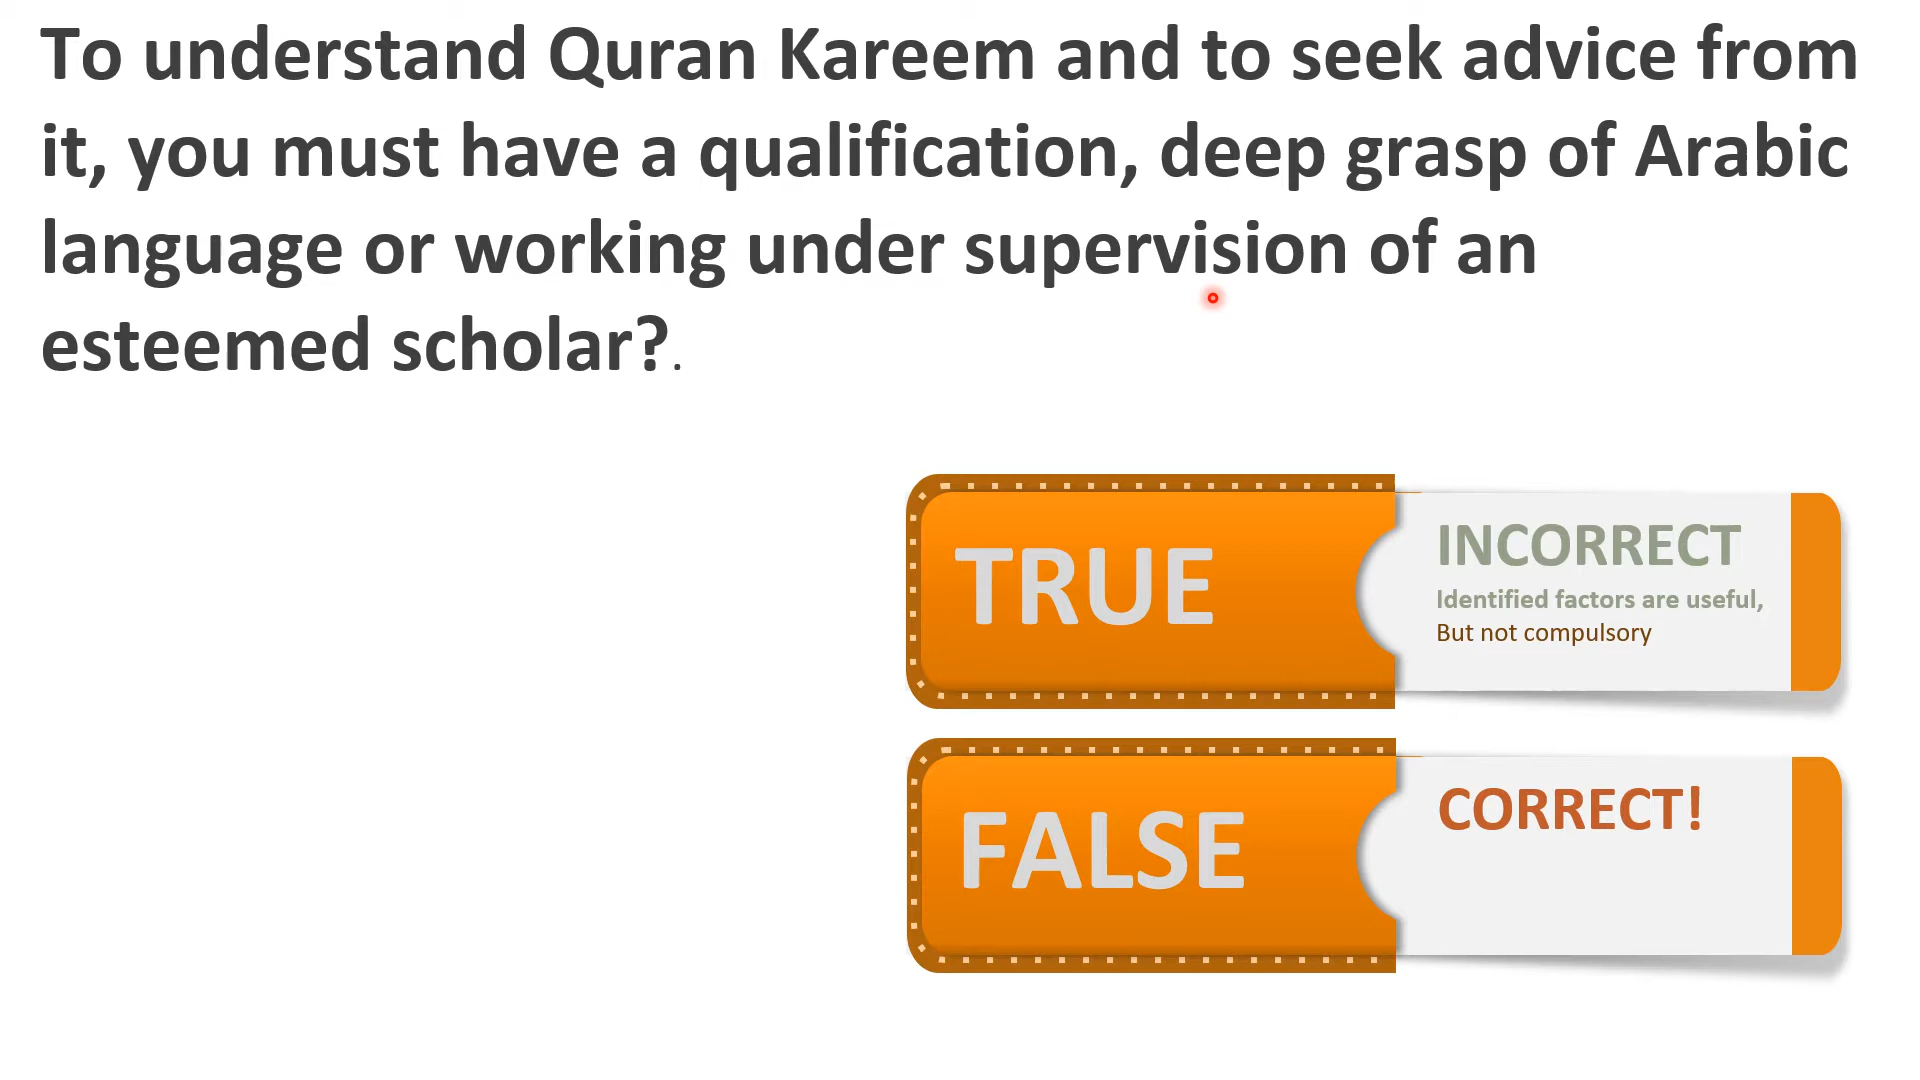 To understand Quran Kareem and to seek advice from
it, you must have a qualification, deep grasp of Arabic
language or working under supervision of an
esteemed scholar?.
TRUE
INCORRECT
Identified factors are useful,
But not compulsory
FALSE
CORRECT!